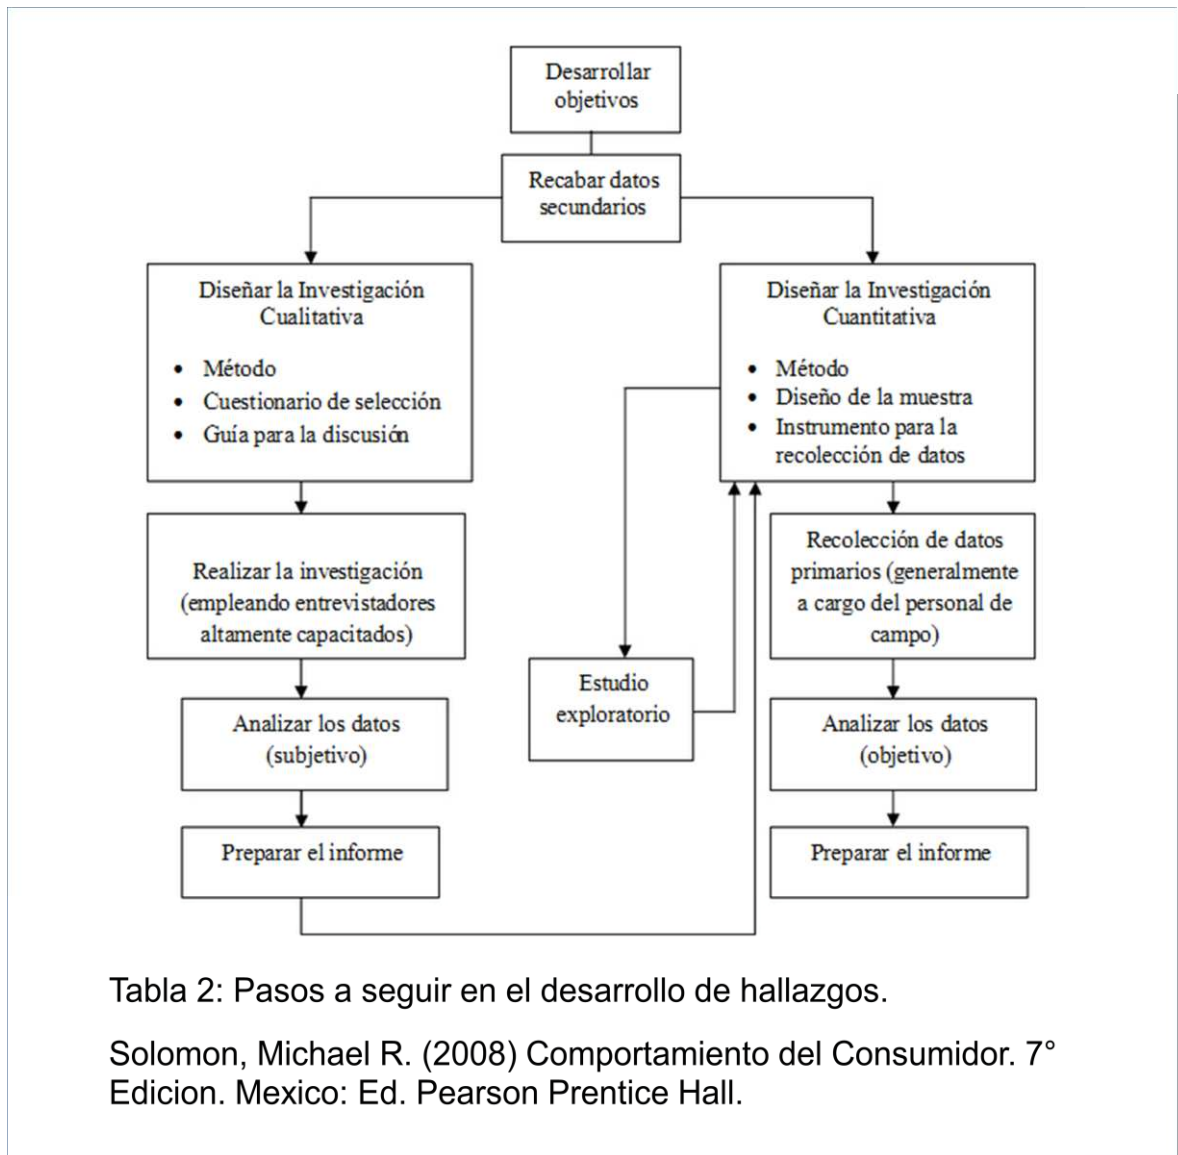 Desarrollar
objetivos
Recabar datos
secundarios
Diseñar la Investigación
Cualitativa
• Método
• Cuestionario de selección
• Guía para la discusión
Diseñar la Investigación
Cuantitativa
• Método
• Diseño de la muestra
• Instrumento para la
recolección de datos
Realizar la investigación
(empleando entrevistadores
altamente capacitados)
Recolección de datos
primarios (generalmente
a cargo del personal de
campo)
Estudio
exploratorio
Analizar los datos
(subjetivo)
Analizar los datos
(objetivo)
Preparar el informe
Preparar el informe
Tabla 2: Pasos a seguir en el desarrollo de hallazgos.
Solomon, Michael R. (2008) Comportamiento del Consumidor. 7°
Edicion. Mexico: Ed. Pearson Prentice Hall.